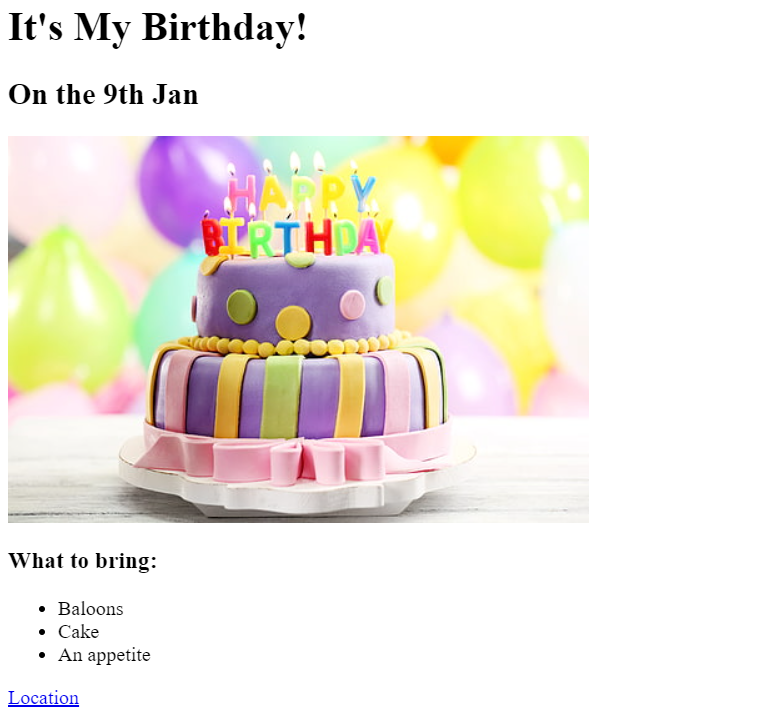 It's My Birthday!
On the 9th Jan
HAPPY
BIRTHDAY
What to bring:
Baloons
Cake
An appetite
Location